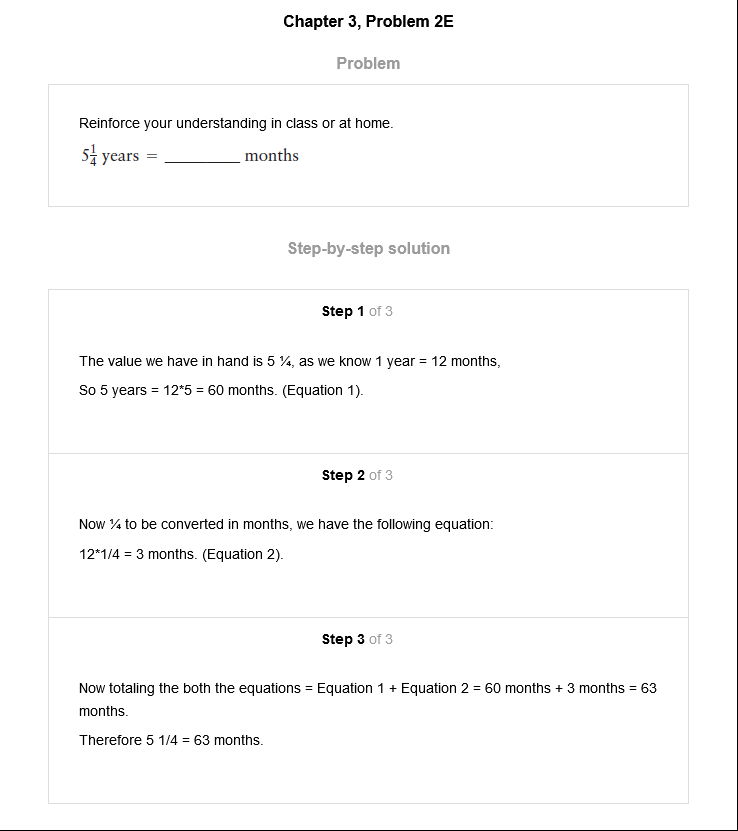 Chapter 3, Problem 2E
Problem
Reinforce your understanding in class or at home.
5 1/4 years = ________ months
Step-by-step solution
Step 1 of 3
The value we have in hand is 5 ¼, as we know 1 year = 12 months,
So 5 years = 12*5 = 60 months. (Equation 1).
Step 2 of 3
Now ¼ to be converted in months, we have the following equation:
12*1/4 = 3 months. (Equation 2).
Step 3 of 3
Now totaling the both the equations = Equation 1 + Equation 2 = 60 months + 3 months = 63
months.
Therefore 5 1/4 = 63 months.